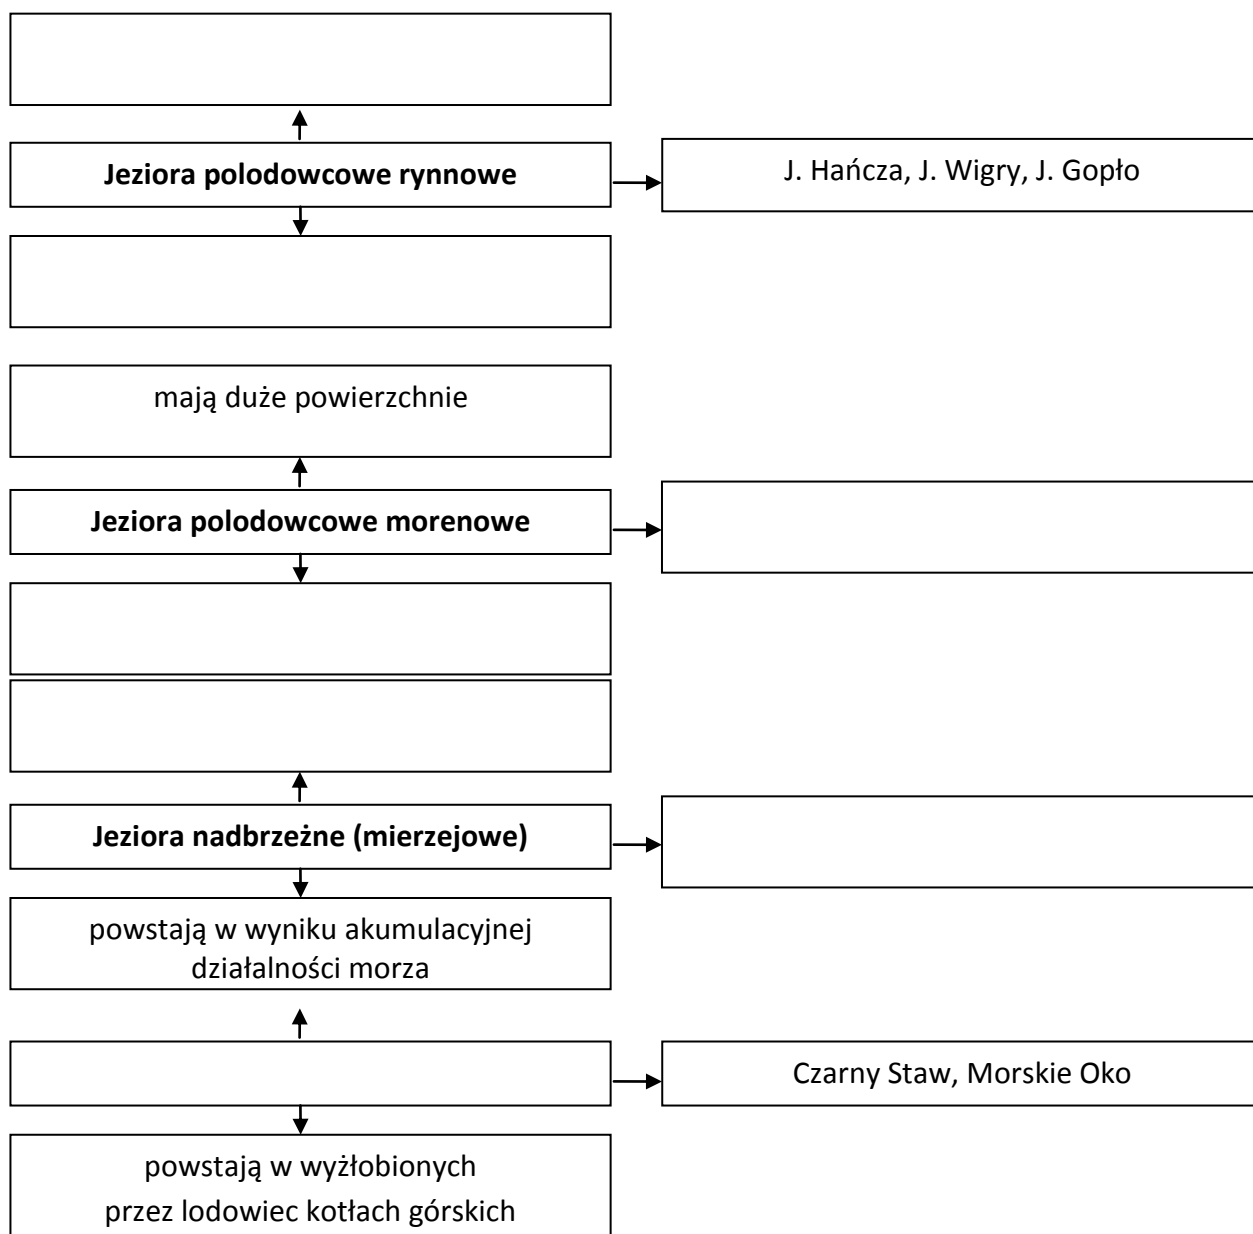 Jeziora polodowcowe rynnowe
J. Hańcza, J. Wigry, J. Gopło
mają duże powierzchnie
Jeziora polodowcowe morenowe
Jeziora nadbrzeżne (mierzejowe)
powstają w wyniku akumulacyjnej
działalności morza
Czarny Staw, Morskie Oko
powstają w wyżłobionych
przez lodowiec kotłach górskich